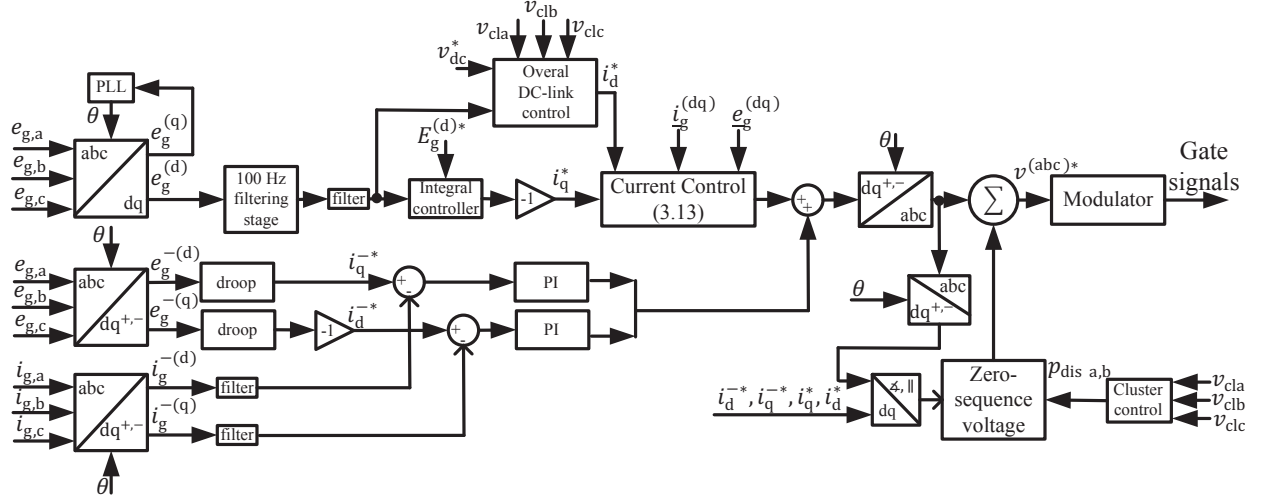 v_clb
v_cla
v_clc
v_dc^*
Overal
DC-link
control
i_d^*
PLL
θ
e_g^(q)
e_g,a
e_g,b
e_g,c
abc
dq
e_g^(d)
100 Hz
filtering
stage
filter
E_g^(d)*
Integral
controller
-1
i_q^*
i_g^(dq)
e_g^(dq)
Current Control
(3.13)
+
+
θ
dq^+,-
abc
∑
v^(abc)*
Modulator
Gate
signals
θ
e_g,a
e_g,b
e_g,c
abc
dq^+,-
e_g^-(d)
droop
i_q^-*
+
-
PI
e_g^-(q)
droop
-1
i_d^-*
+
-
PI
θ
abc
dq^+,-
i_g,a
i_g,b
i_g,c
abc
dq^+,-
i_g^-(d)
filter
i_g^-(q)
filter
θ
i_d^-*, i_q^-*, i_q^*, i_d^*
∡, ||
dq
Zero-
sequence
voltage
p_dis a,b
Cluster
control
v_cla
v_clb
v_clc